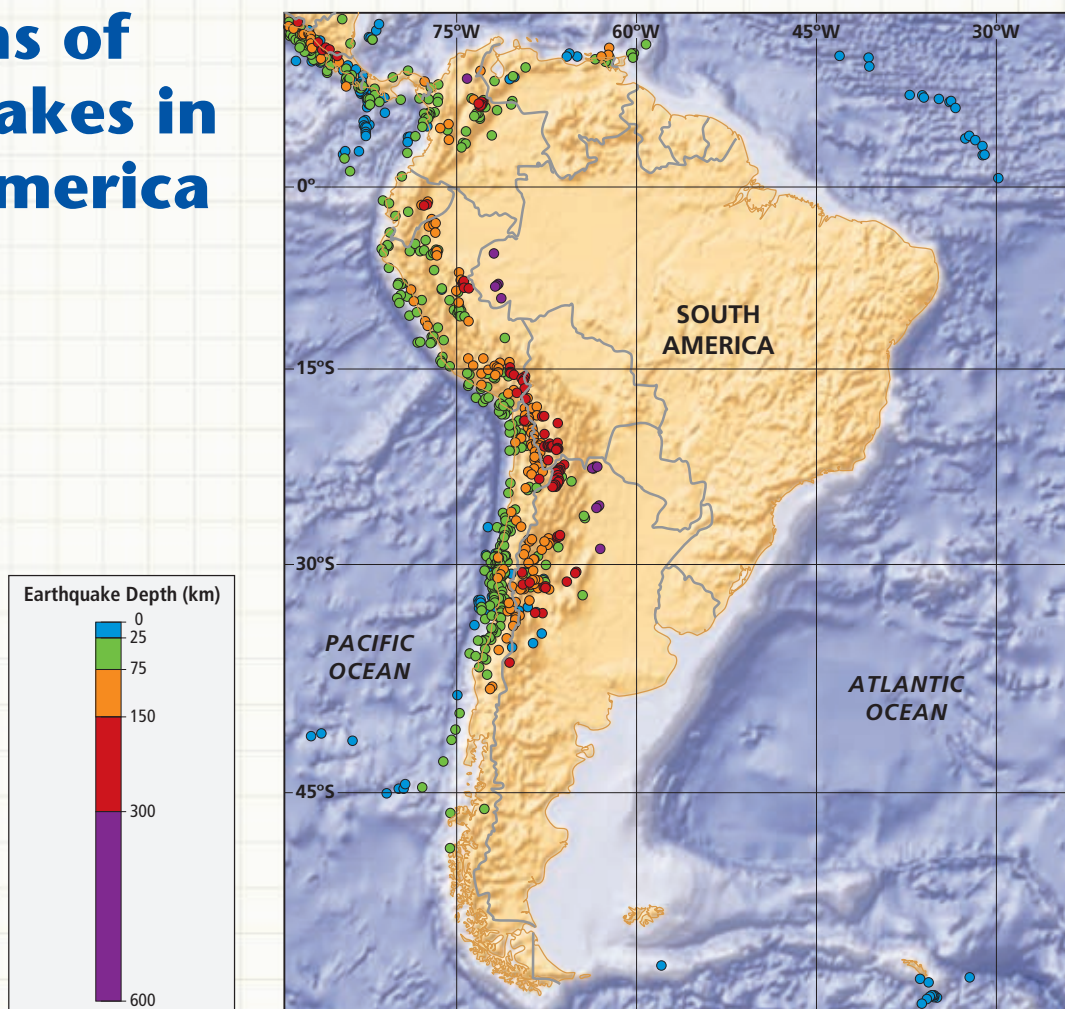 ns of
akes in
merica
Earthquake Depth (km)
0
25
75
150
300
600
75°W
60°W
45°W
30°W
0°
15°S
30°S
45°S
SOUTH
AMERICA
PACIFIC
OCEAN
ATLANTIC
OCEAN